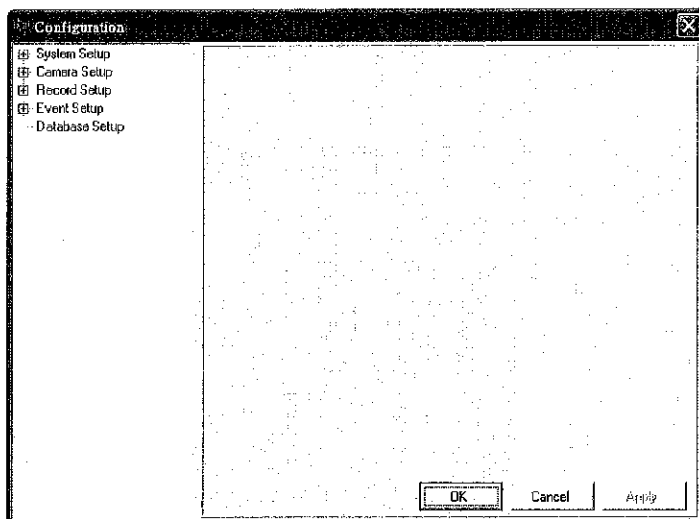 Configuration
System Setup
Camera Setup
Record Setup
Event Setup
Database Setup
OK Cancel Apply